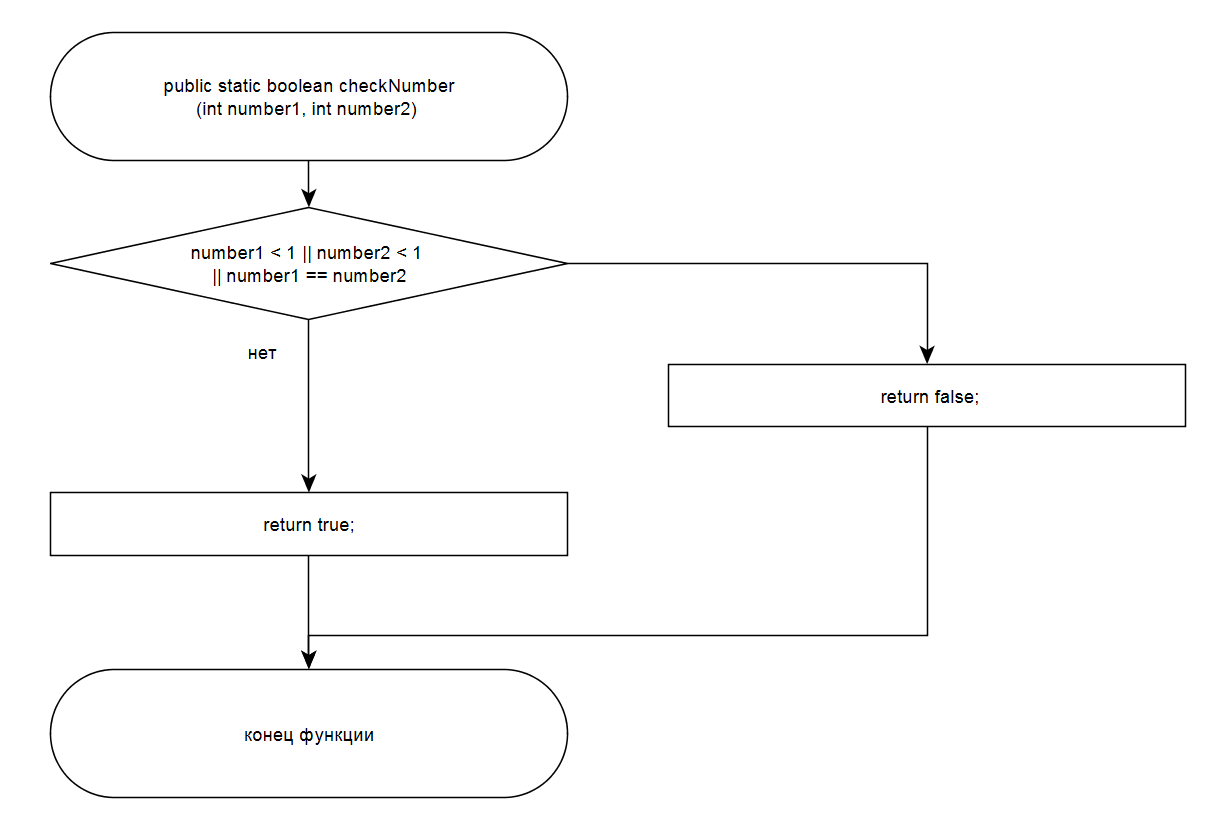 public static boolean checkNumber
(int number1, int number2)
number1 < 1 || number2 < 1
|| number1 == number2
нет
return false;
return true;
конец функции